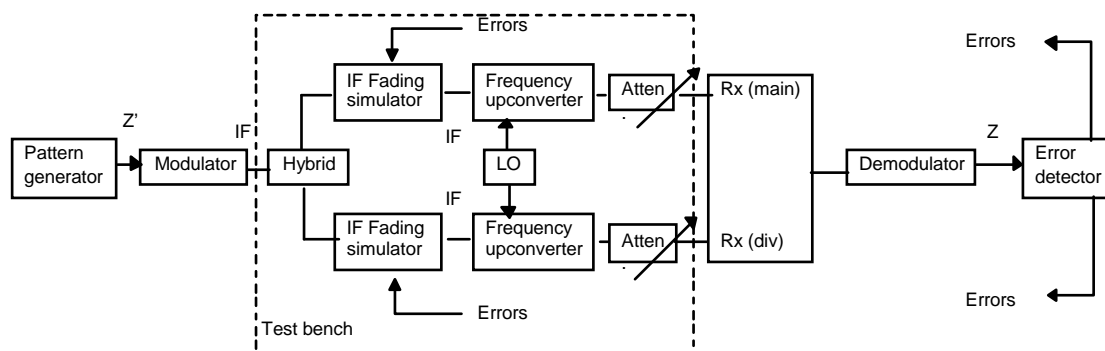 Errors
Errors
IF Fading
simulator
Frequency
upconverter
Atten
Rx (main)
Z'
IF
IF
Z
Pattern
generator
Modulator
Hybrid
LO
Demodulator
Error
detector
IF
IF Fading
simulator
Frequency
upconverter
Atten
Rx (div)
Errors
Errors
Test bench